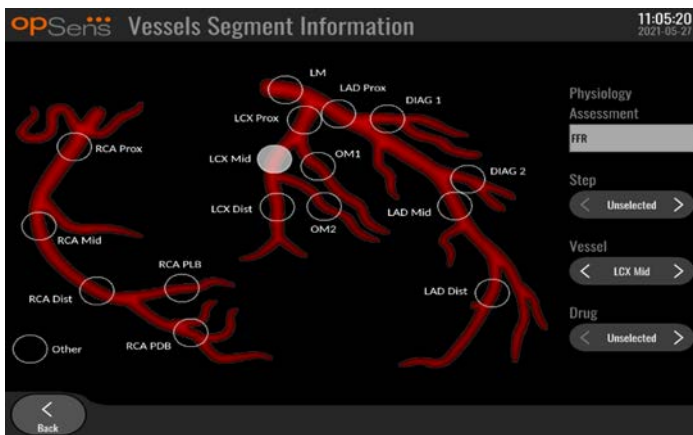 opSens Vessels Segment Information
11:05:20
2021-05-27
LM
LAD Prox
DIAG 1
LCX Prox
RCA Prox
LCX Mid
OM1
DIAG 2
LCX Dist
OM2
LAD Mid
RCA Mid
RCA PLB
RCA Dist
LAD Dist
RCA PDB
Other
Physiology
Assessment
FFR
Step
< Unselected >
Vessel
< LCX Mid >
Drug
< Unselected >
<
Back